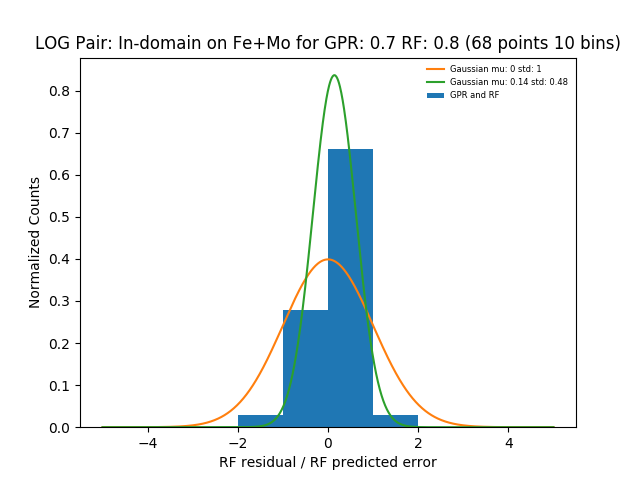 LOG Pair: In-domain on Fe+Mo for GPR: 0.7 RF: 0.8 (68 points 10 bins)
Gaussian mu: 0 std: 1
Gaussian mu: 0.14 std: 0.48
GPR and RF
Normalized Counts
0.8
0.7
0.6
0.5
0.4
0.3
0.2
0.1
0.0
−4
−2
0
2
4
RF residual / RF predicted error